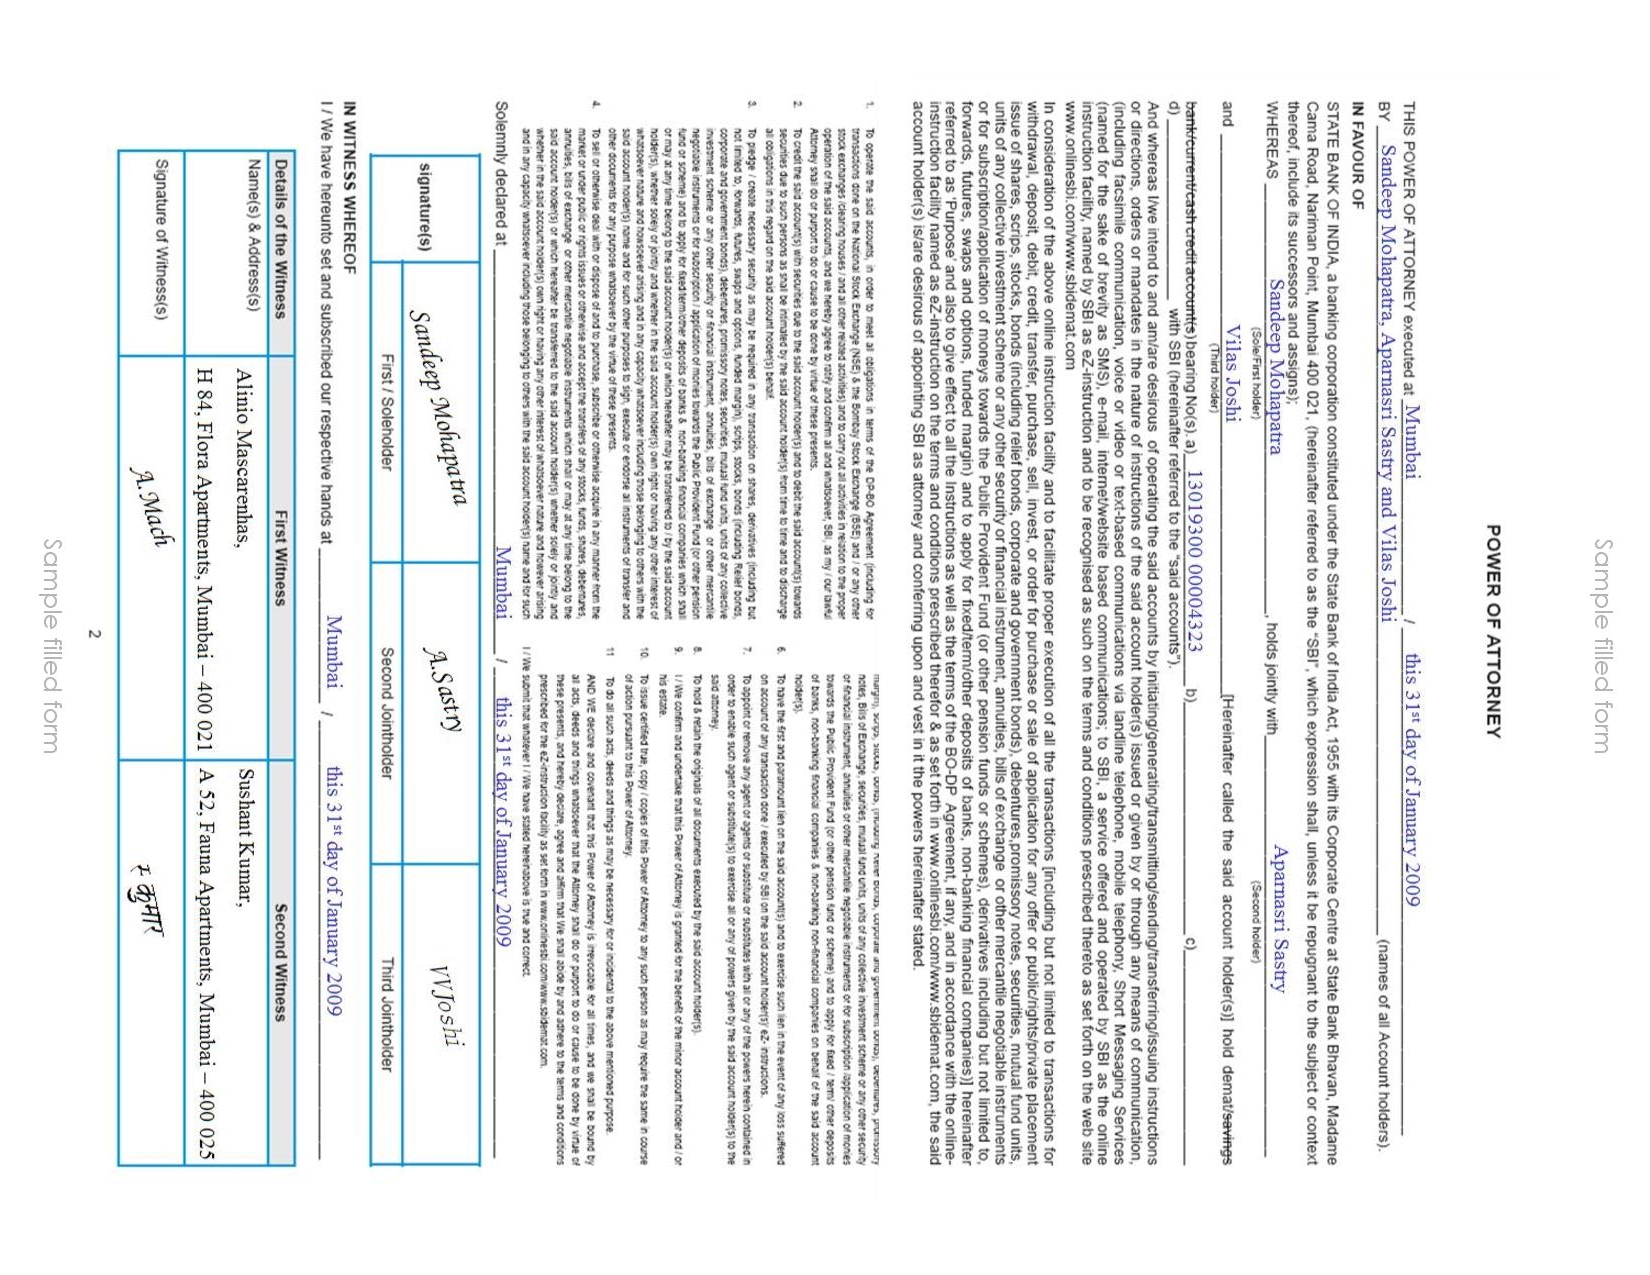 Sample filled form
POWER OF ATTORNEY
THIS POWER OF ATTORNEY executed at Mumbai / this 31st day of January 2009
BY Sandeep Mohapatra, Aparnasri Sastry and Vilas Joshi (names of all Account holders).
IN FAVOUR OF
STATE BANK OF INDIA, a banking corporation constituted under the State Bank of India Act, 1955 with its Corporate Centre at State Bank Bhavan, Madame
Cama Road, Nariman Point, Mumbai 400 021, (hereinafter referred to as the "SBI", which expression shall, unless it be repugnant to the subject or context
thereof, include its successors and assigns);
WHEREAS Sandeep Mohapatra, holds jointly with Aparnasri Sastry
(Sole/First holder) (Second holder)
and Vilas Joshi [Hereinafter called the said account holder(s)] hold demat/savings
(Third holder)
bank/current/cash credit account(s) bearing No(s). a) 13019300 00004323 b) c)
d) with SBI (hereinafter referred to the "said accounts").
And whereas I/we intend to and am/are desirous of operating the said accounts by initiating/generating/transmitting/sending/transferring/issuing instructions
or directions, orders or mandates in the nature of instructions of the said account holder(s) issued or given by or through any means of communication,
(including facsimile communication, voice or video or text-based communications via landline telephone, mobile telephony, Short Messaging Services
(named for the sake of brevity as SMS), e-mail, internet/website based communications; to SBI, a service offered and operated by SBI as the online
instruction facility, named by SBI as eZ-instruction and to be recognised as such on the terms and conditions prescribed thereto as set forth on the web site
www.onlinesbi.com/www.sbidemat.com
In consideration of the above online instruction facility and to facilitate proper execution of all the transactions [including but not limited to transactions for
withdrawal, deposit, debit, credit, transfer, purchase, sell, invest, or order for purchase or sale of application for any offer or public/rights/private placement
issue of shares, scrips, stocks, bonds (including relief bonds, corporate and government bonds), debentures,promissory notes, securities, mutual fund units,
units of any collective investment scheme or any other security or financial instrument, annuities, bills of exchange or other mercantile negotiable instruments
or for subscription/application of moneys towards the Public Provident Fund (or other pension funds or schemes), derivatives including but not limited to,
forwards, futures, swaps and options, funded margin) and to apply for fixed/term/other deposits of banks, non-banking financial companies)] hereinafter
referred to as 'Purpose' and also to give effect to all the Instructions as well as the terms of the BO-DP Agreement, if any, and in accordance with the online-
instruction facility named as eZ-instruction on the terms and conditions prescribed therefor & as set forth in www.onlinesbi.com/www.sbidemat.com, the said
account holder(s) is/are desirous of appointing SBI as attorney and conferring upon and vest in it the powers hereinafter stated.
1. To operate the said accounts, in order to meet all obligations in terms of the DP-BO Agreement (including for
transactions done on the National Stock Exchange (NSE) & the Bombay Stock Exchange (BSE) and / or any other
stock exchanges /clearing houses / and all other related activities) and to carry out all activities in relation to the proper
operation of the said accounts, and we hereby agree to ratify and confirm all and whatsoever, SBI, as my / our lawful
Attorney shall do or purport to do or cause to be done by virtue of these presents.
2. To credit the said account(s) with securities due to the said account holder(s) and to debit the said account(s) towards
securities due to such persons as shall be intimated by the said account holder(s) from time to time and to discharge
all obligations in this regard on the said account holder(s) behalf.
3. To pledge / create necessary security as may be required in any transaction on shares, derivatives (including but
not limited to, forwards, futures, swaps and options, funded margin), scrips, stocks, bonds (including Relief bonds,
corporate and government bonds), debentures, promissory notes, securities, mutual fund units, units of any collective
investment scheme or any other security or financial instrument, annuities, bills of exchange or other mercantile
negotiable instruments or for subscription / application of monies towards the Public Provident Fund (or other pension
fund or scheme) and to apply for fixed/term/other deposits of banks & non-banking financial companies which shall
or may at any time belong to the said account holder(s) or which hereafter may be transferred to / by the said account
holder(s), whether solely or jointly and whether in the said account holder(s) own right or having any other interest of
whatsoever nature and howsoever arising and in any capacity whatsoever including those belonging to others with the
said account holder(s) name and for such other purposes to sign, execute or endorse all instruments of transfer and
other documents for any purpose whatsoever by the virtue of these presents.
4. To sell or otherwise deal with or dispose of and to purchase, subscribe or otherwise acquire in any manner from the
market or under public or rights issues or otherwise and accept the transfers of any stocks, funds, shares, debentures,
annuities, bills of exchange or other mercantile negotiable instruments which shall or may at any time belong to the
said account holder(s) or which hereafter be transferred to the said account holder(s) whether solely or jointly and
whether in the said account holder(s) own right or having any other interest of whatsoever nature and however arising
and in any capacity whatsoever including those belonging to others with the said account holder(s) name and for such
margin), scrips, stocks, bonds, (including Relief Bonds, corporate and government bonds), debentures, promissory
notes, Bills of Exchange, securities, mutual fund units, units of any collective investment scheme or any other security
or financial instrument, annuities or other mercantile negotiable instruments or for subscription /application of monies
towards the Public Provident Fund (or other pension fund or scheme) and to apply for fixed / term/ other deposits
of banks, non-banking financial companies & non-banking non-financial companies on behalf of the said account
holder(s).
6. To have the first and paramount lien on the said account(s) and to exercise such lien in the event of any loss suffered
on account of any transaction done / executed by SBI on the said account holder(s)' eZ- instructions.
7. To appoint or remove any agent or agents or substitute or substitutes with all or any of the powers herein contained in
order to enable such agent or substitute(s) to exercise all or any of powers given by the said account holder(s) to the
said attorney.
8. To hold & retain the originals of all documents executed by the said account holder(s).
9. I / We confirm and undertake that this Power of Attorney is granted for the benefit of the minor account holder and / or
his estate.
10. To issue certified true, copy / copies of this Power of Attorney to any such person as may require the same in course
of action pursuant to this Power of Attorney.
11 To do all such acts, deeds and things as may be necessary for or incidental to the above mentioned purpose.
AND WE declare and covenant that this Power of Attorney is irrevocable for all times, and we shall be bound by
all acts, deeds and things whatsoever that the Attorney shall do or purport to do or cause to be done by virtue of
these presents, and hereby declare, agree and affirm that We shall abide by and adhere to the terms and conditions
prescribed for the eZ-instruction facility as set forth in www.onlinesbi.com/www.sbidemat.com.
I / We submit that whatever I / We have stated hereinabove is true and correct.
Solemnly declared at Mumbai / this 31st day of January 2009
signature(s) Sandeep Mohapatra A.Sastry VVJoshi
First / Soleholder Second Jointholder Third Jointholder
IN WITNESS WHEREOF
I / We have hereunto set and subscribed our respective hands at Mumbai / this 31st day of January 2009
Details of the Witness First Witness Second Witness
Name(s) & Address(s) Alinio Mascarenhas, Sushant Kumar,
H 84, Flora Apartments, Mumbai – 400 021 A 52, Fauna Apartments, Mumbai – 400 025
Signature of Witness(s) A.Mach कुमार
2
Sample filled form